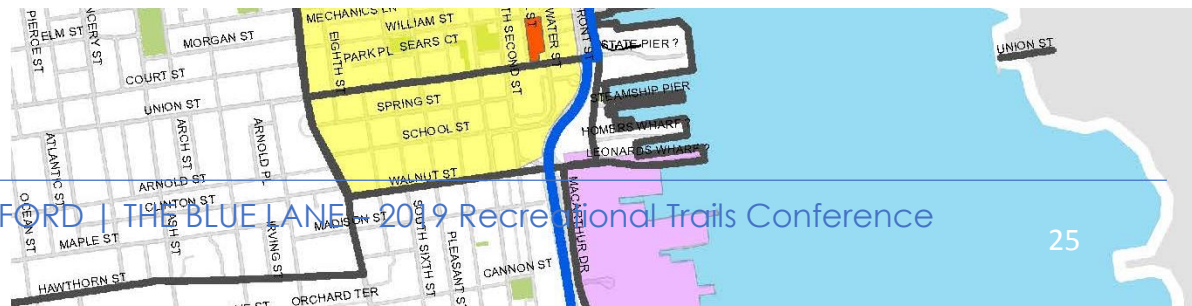 PIERCE ST
ELM ST
MORGAN ST
COURT ST
UNION ST
ATLANTIC ST
ARCH ST
ARNOLD PL
ARNOLD ST
CLINTON ST
ASH ST
OCEAN ST
MAPLE ST
IRVING ST
HAWTHORN ST
MADISON ST
ORCHARD TER
WILLIAM ST
EIGHTH ST
PARK PL
SEARS CT
SPRING ST
SCHOOL ST
WALNUT ST
SOUTH SIXTH ST
PLEASANT S
CANNON ST
WATER ST
STATE PIER ?
STEAMSHIP PIER
HOMERS WHARF ?
LEONARDS WHARF ?
MACARTHUR DR
UNION ST
FORD | THE BLUE LANE 2019 Recreational Trails Conference
25